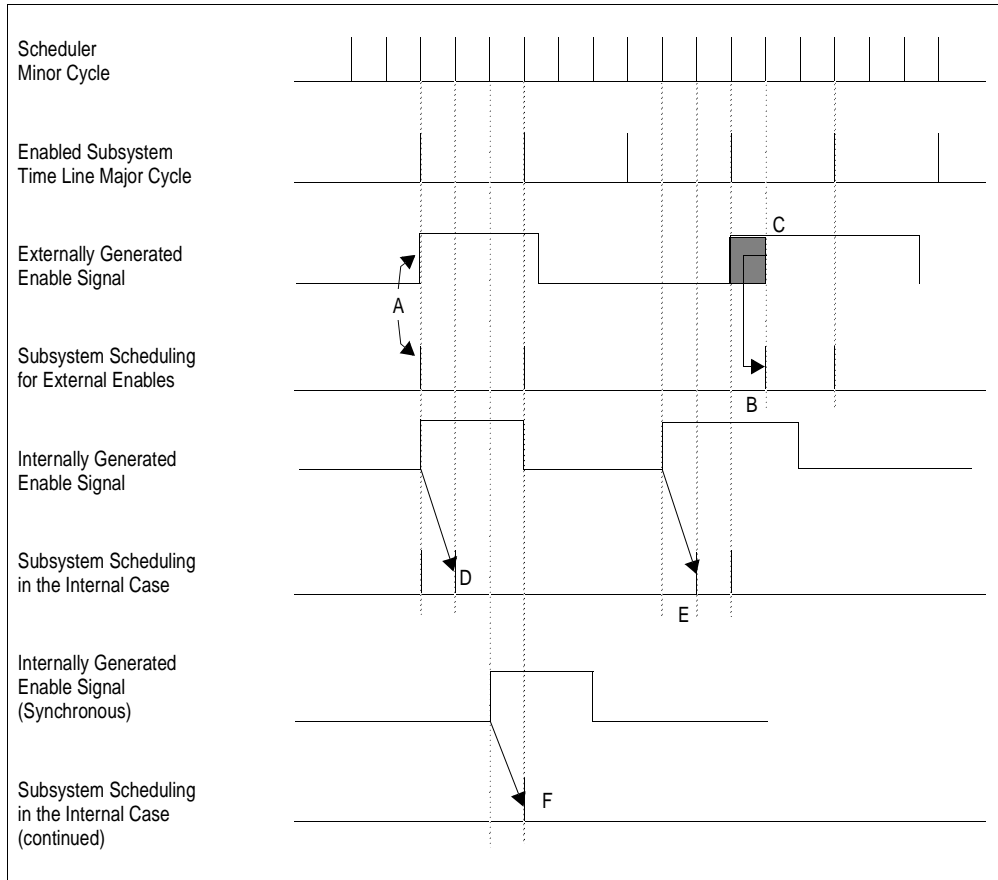 Scheduler
Minor Cycle
Enabled Subsystem
Time Line Major Cycle
Externally Generated
Enable Signal
C
A
Subsystem Scheduling
for External Enables
B
Internally Generated
Enable Signal
Subsystem Scheduling
in the Internal Case
D
E
Internally Generated
Enable Signal
(Synchronous)
Subsystem Scheduling
in the Internal Case
(continued)
F